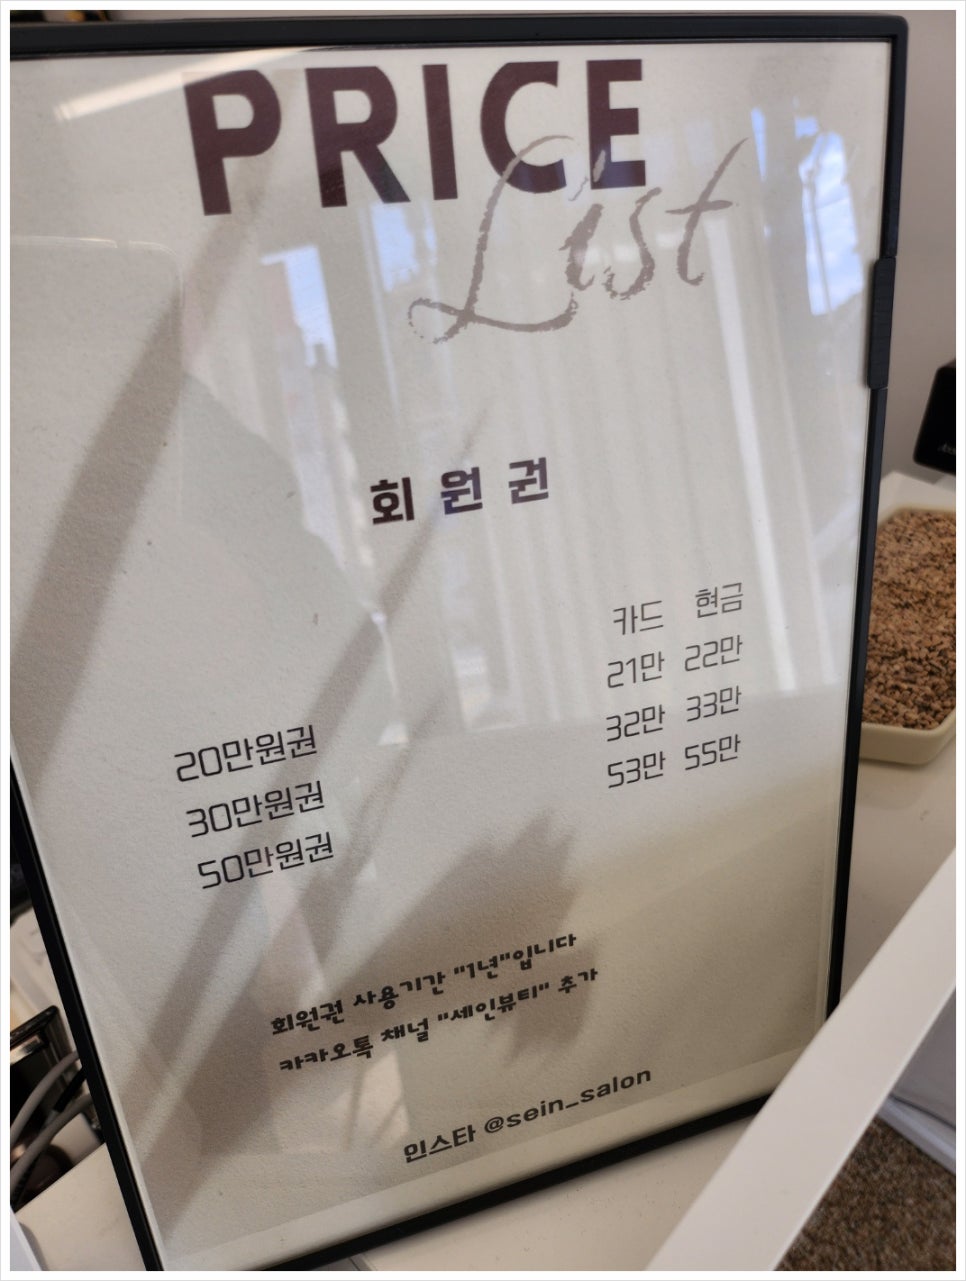 PRICE
List
회원권
카드 현금
20만원권 21만 22만
30만원권 32만 33만
50만원권 53만 55만
회원권 사용기간 "1년"입니다
카카오톡 채널 "세인뷰티" 추가
인스타 @sein_salon